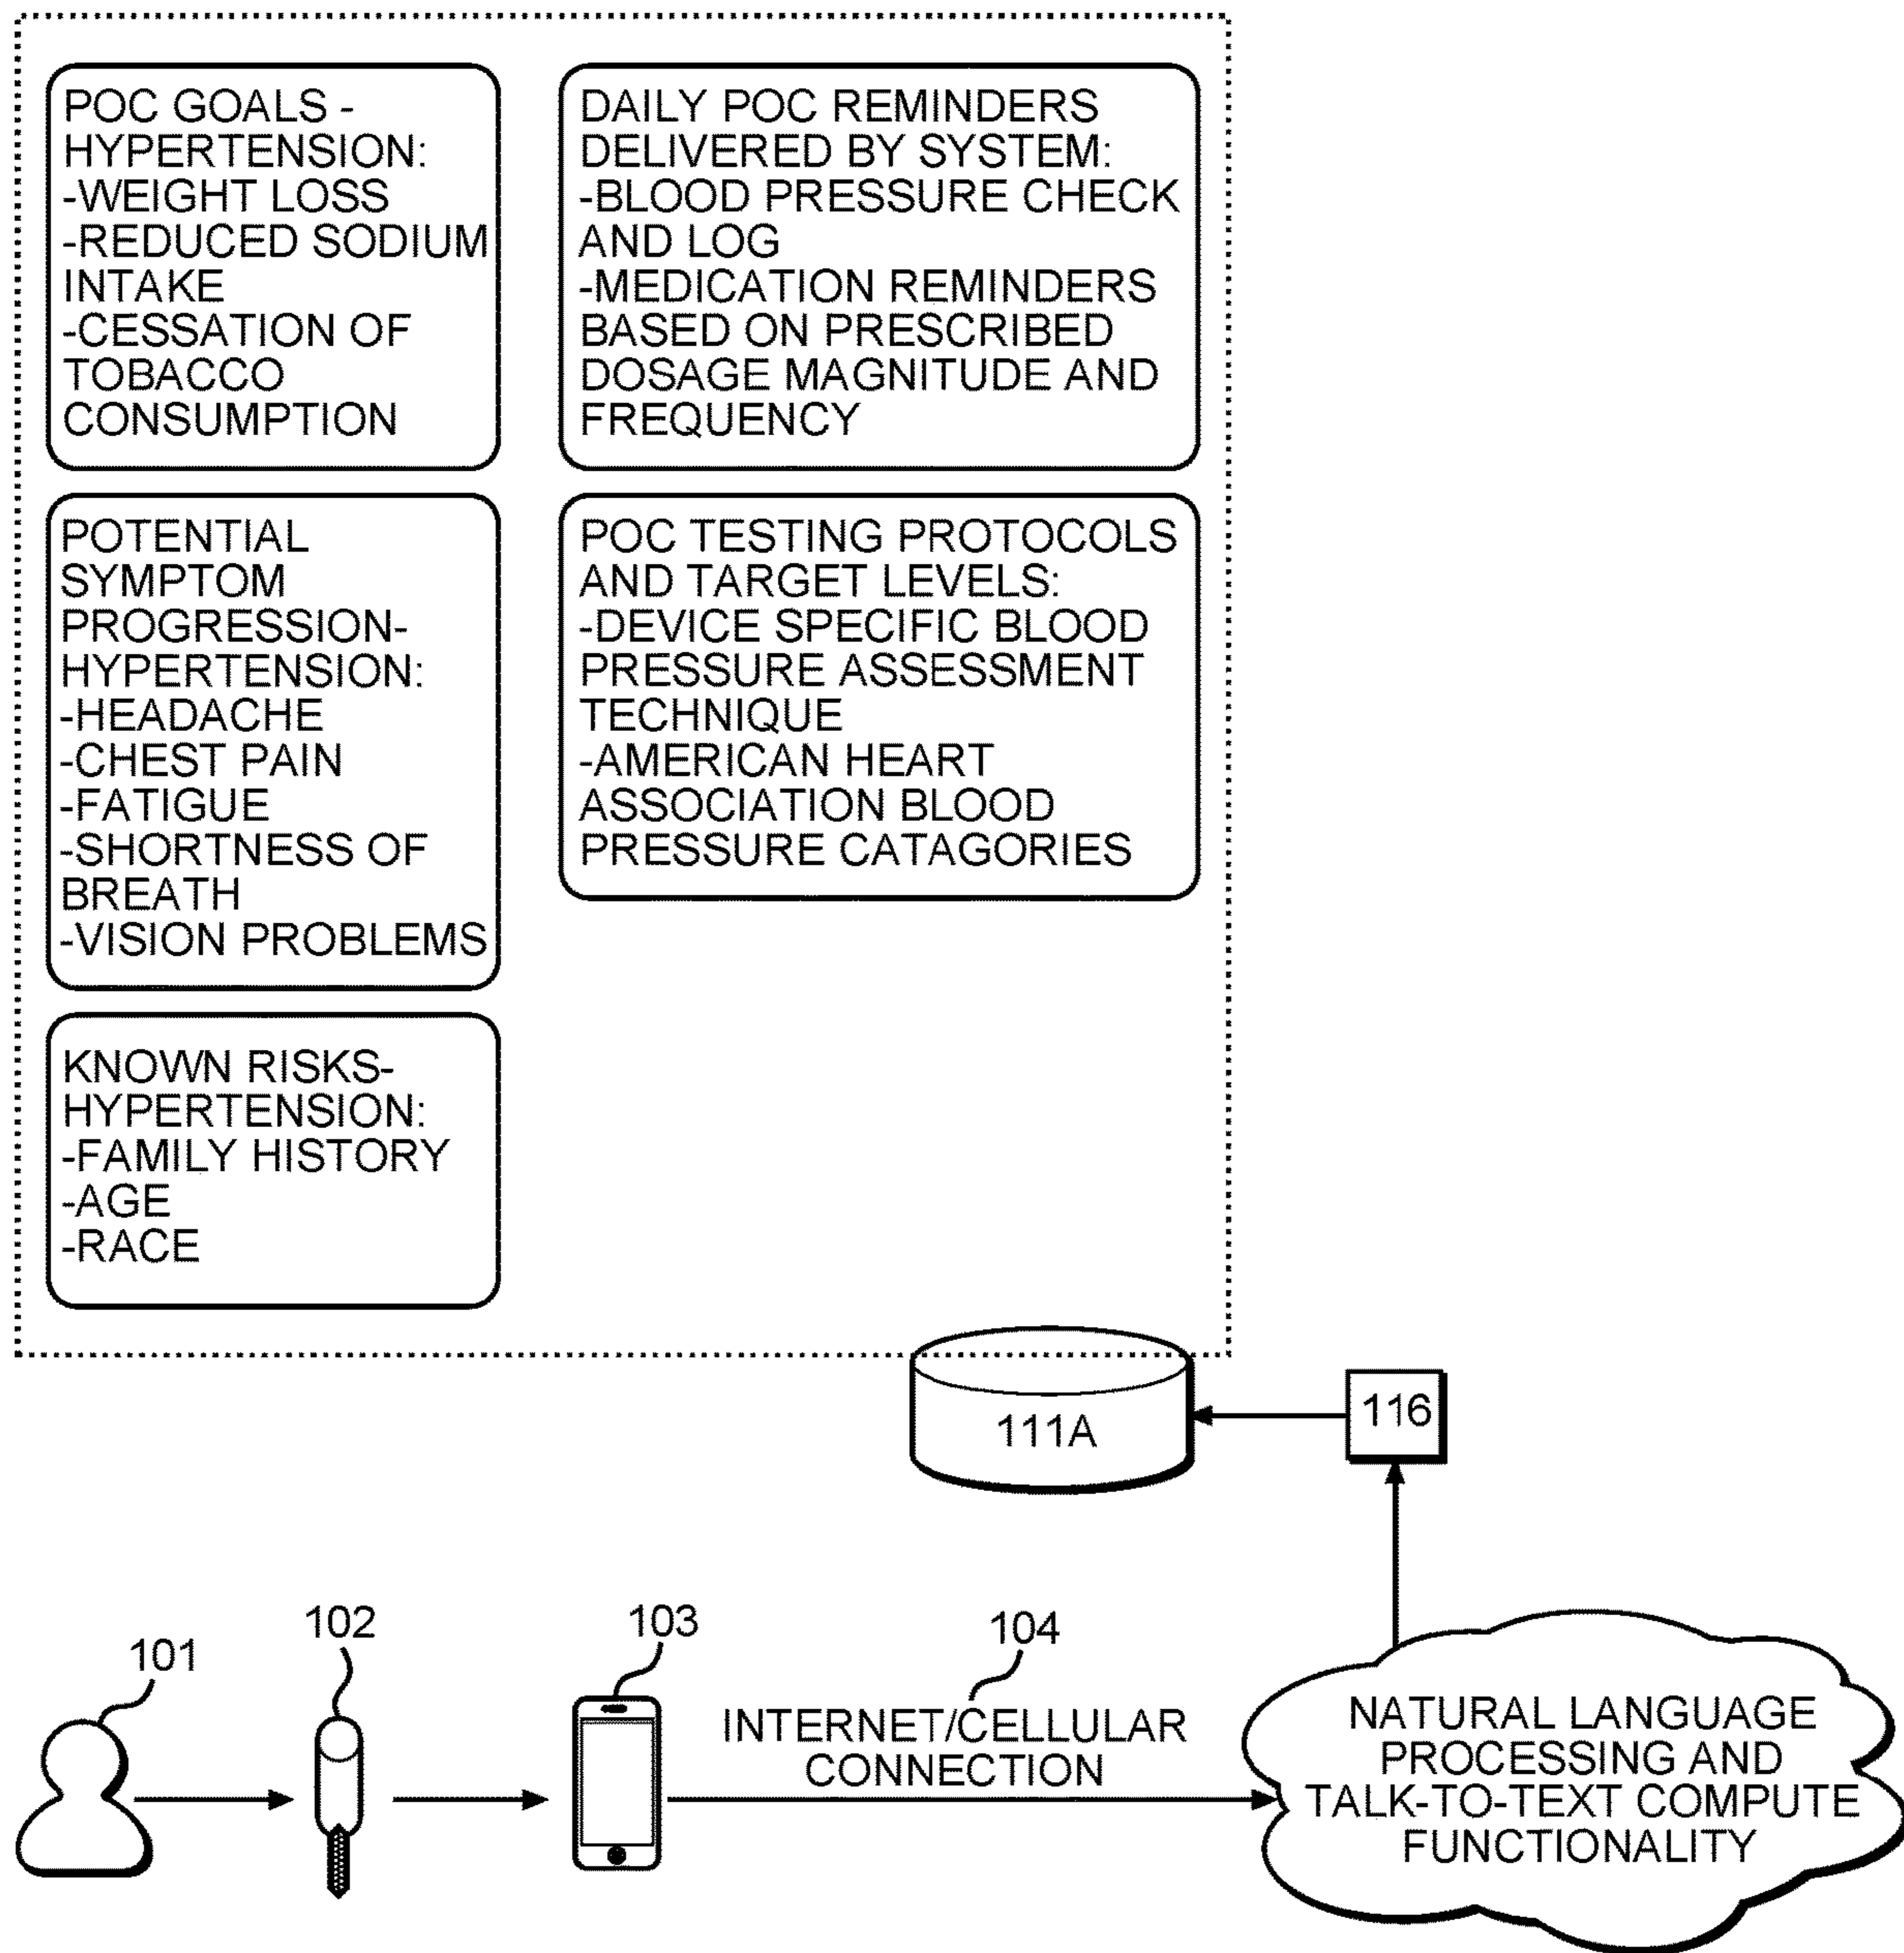 POC GOALS -
HYPERTENSION:
-WEIGHT LOSS
-REDUCED SODIUM
INTAKE
-CESSATION OF
TOBACCO
CONSUMPTION
DAILY POC REMINDERS
DELIVERED BY SYSTEM:
-BLOOD PRESSURE CHECK
AND LOG
-MEDICATION REMINDERS
BASED ON PRESCRIBED
DOSAGE MAGNITUDE AND
FREQUENCY
POTENTIAL
SYMPTOM
PROGRESSION-
HYPERTENSION:
-HEADACHE
-CHEST PAIN
-FATIGUE
-SHORTNESS OF
BREATH
-VISION PROBLEMS
POC TESTING PROTOCOLS
AND TARGET LEVELS:
-DEVICE SPECIFIC BLOOD
PRESSURE ASSESSMENT
TECHNIQUE
-AMERICAN HEART
ASSOCIATION BLOOD
PRESSURE CATAGORIES
KNOWN RISKS-
HYPERTENSION:
-FAMILY HISTORY
-AGE
-RACE
111A
116
101
102
103
104
INTERNET/CELLULAR
CONNECTION
NATURAL LANGUAGE
PROCESSING AND
TALK-TO-TEXT COMPUTE
FUNCTIONALITY